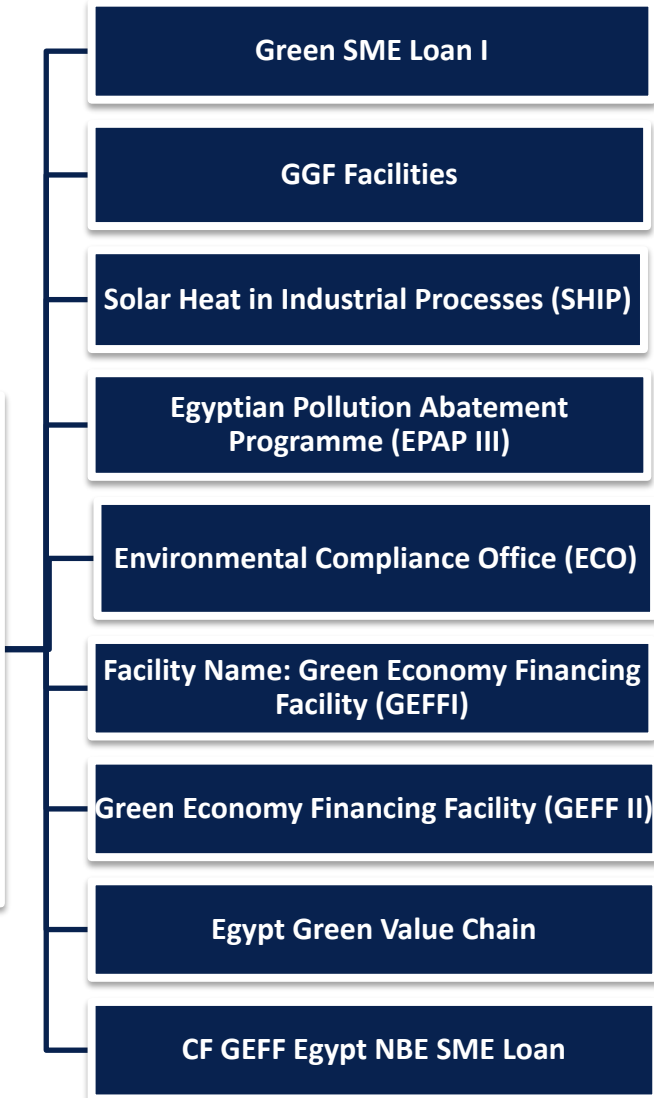 Green SME Loan I
GGF Facilities
Solar Heat in Industrial Processes (SHIP)
Egyptian Pollution Abatement
Programme (EPAP III)
Environmental Compliance Office (ECO)
Facility Name: Green Economy Financing
Facility (GEFFI)
Green Economy Financing Facility (GEFF II)
Egypt Green Value Chain
CF GEFF Egypt NBE SME Loan